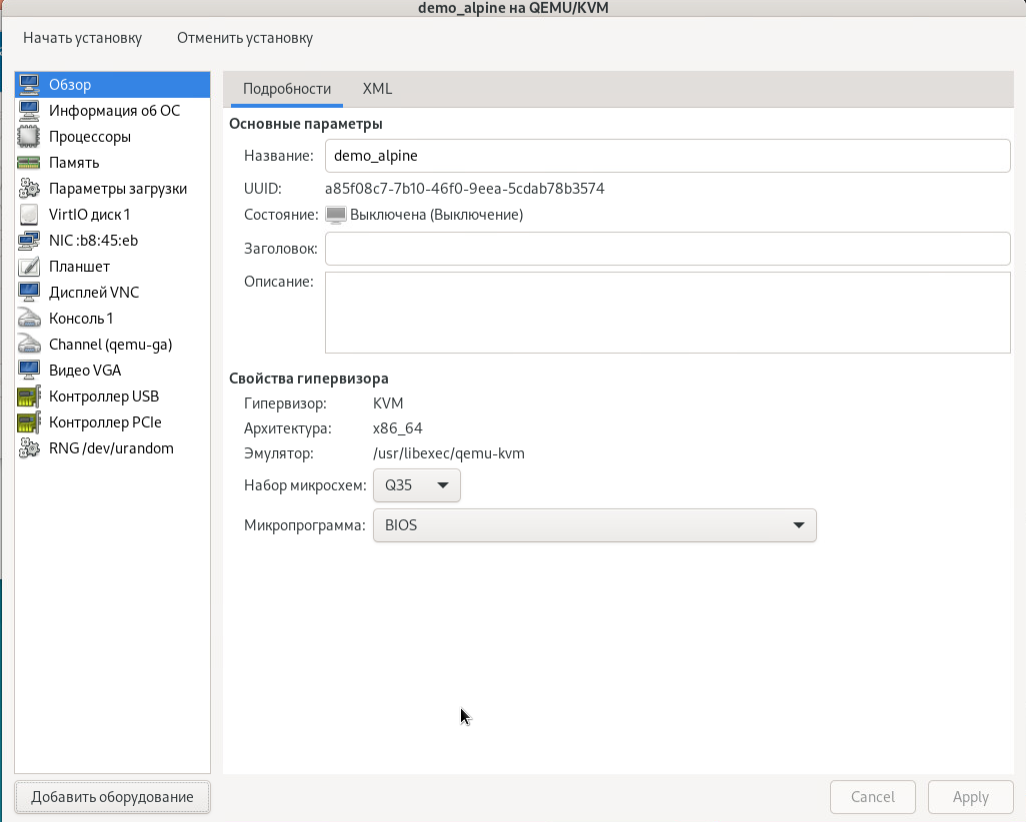 demo_alpine на QEMU/KVM
Начать установку Отменить установку
Обзор
Информация об ОС
Процессоры
Память
Параметры загрузки
VirtIO диск 1
NIC :b8:45:eb
Планшет
Дисплей VNC
Консоль 1
Channel (qemu-ga)
Видео VGA
Контроллер USB
Контроллер PCIe
RNG /dev/urandom
Добавить оборудование
Подробности XML
Основные параметры
Название: demo_alpine
UUID: a85f08c7-7b10-46f0-9eea-5cdab78b3574
Состояние: Выключена (Выключение)
Заголовок:
Описание:
Свойства гипервизора
Гипервизор: KVM
Архитектура: x86_64
Эмулятор: /usr/libexec/qemu-kvm
Набор микросхем: Q35
Микропрограмма: BIOS
Cancel Apply